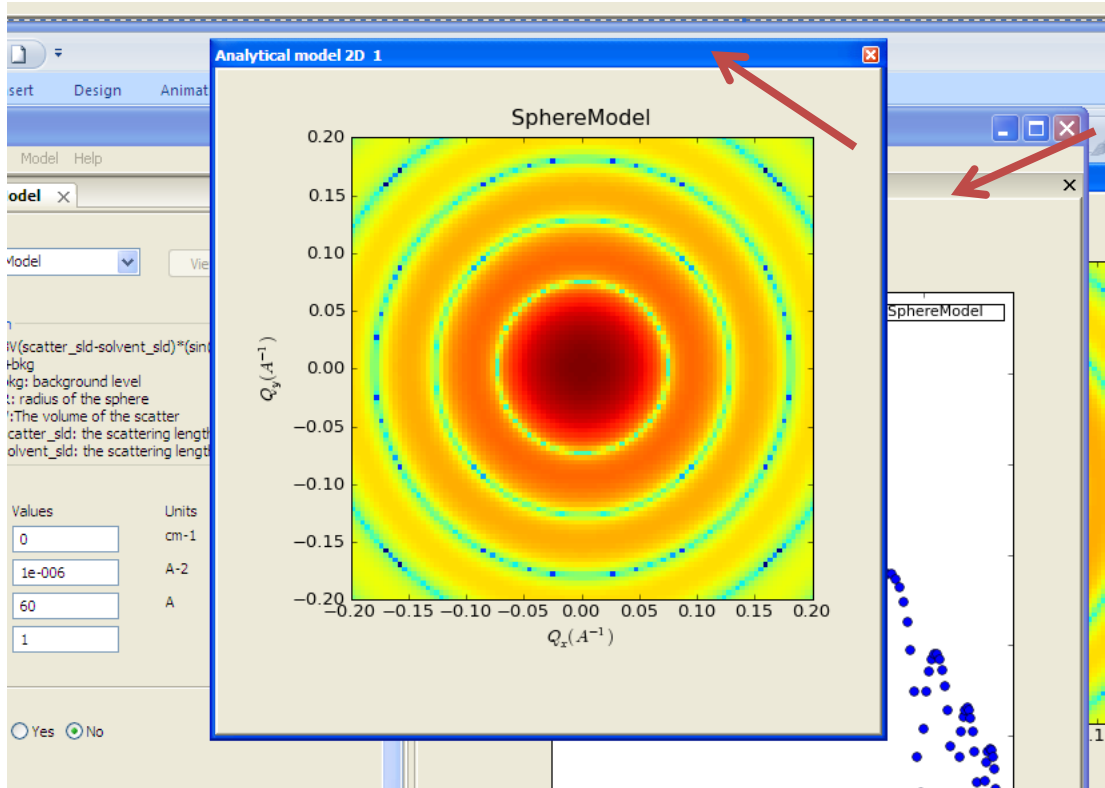 Analytical model 2D 1
sert Design Animat
Model Help
odel
Model
Vie
SphereModel
0.20
0.15
0.10
0.05
0.00
−0.05
−0.10
−0.15
−0.20
Qy(A−1)
−0.20 −0.15 −0.10 −0.05 0.00 0.05 0.10 0.15 0.20
Qx(A−1)
SphereModel
V(scatter_sld-solvent_sld)*(sin(
+bkg
bkg: background level
R: radius of the sphere
V:The volume of the scatter
scatter_sld: the scattering length
solvent_sld: the scattering length
Values Units
0 cm-1
1e-006 A-2
60 A
1
Yes No
.1